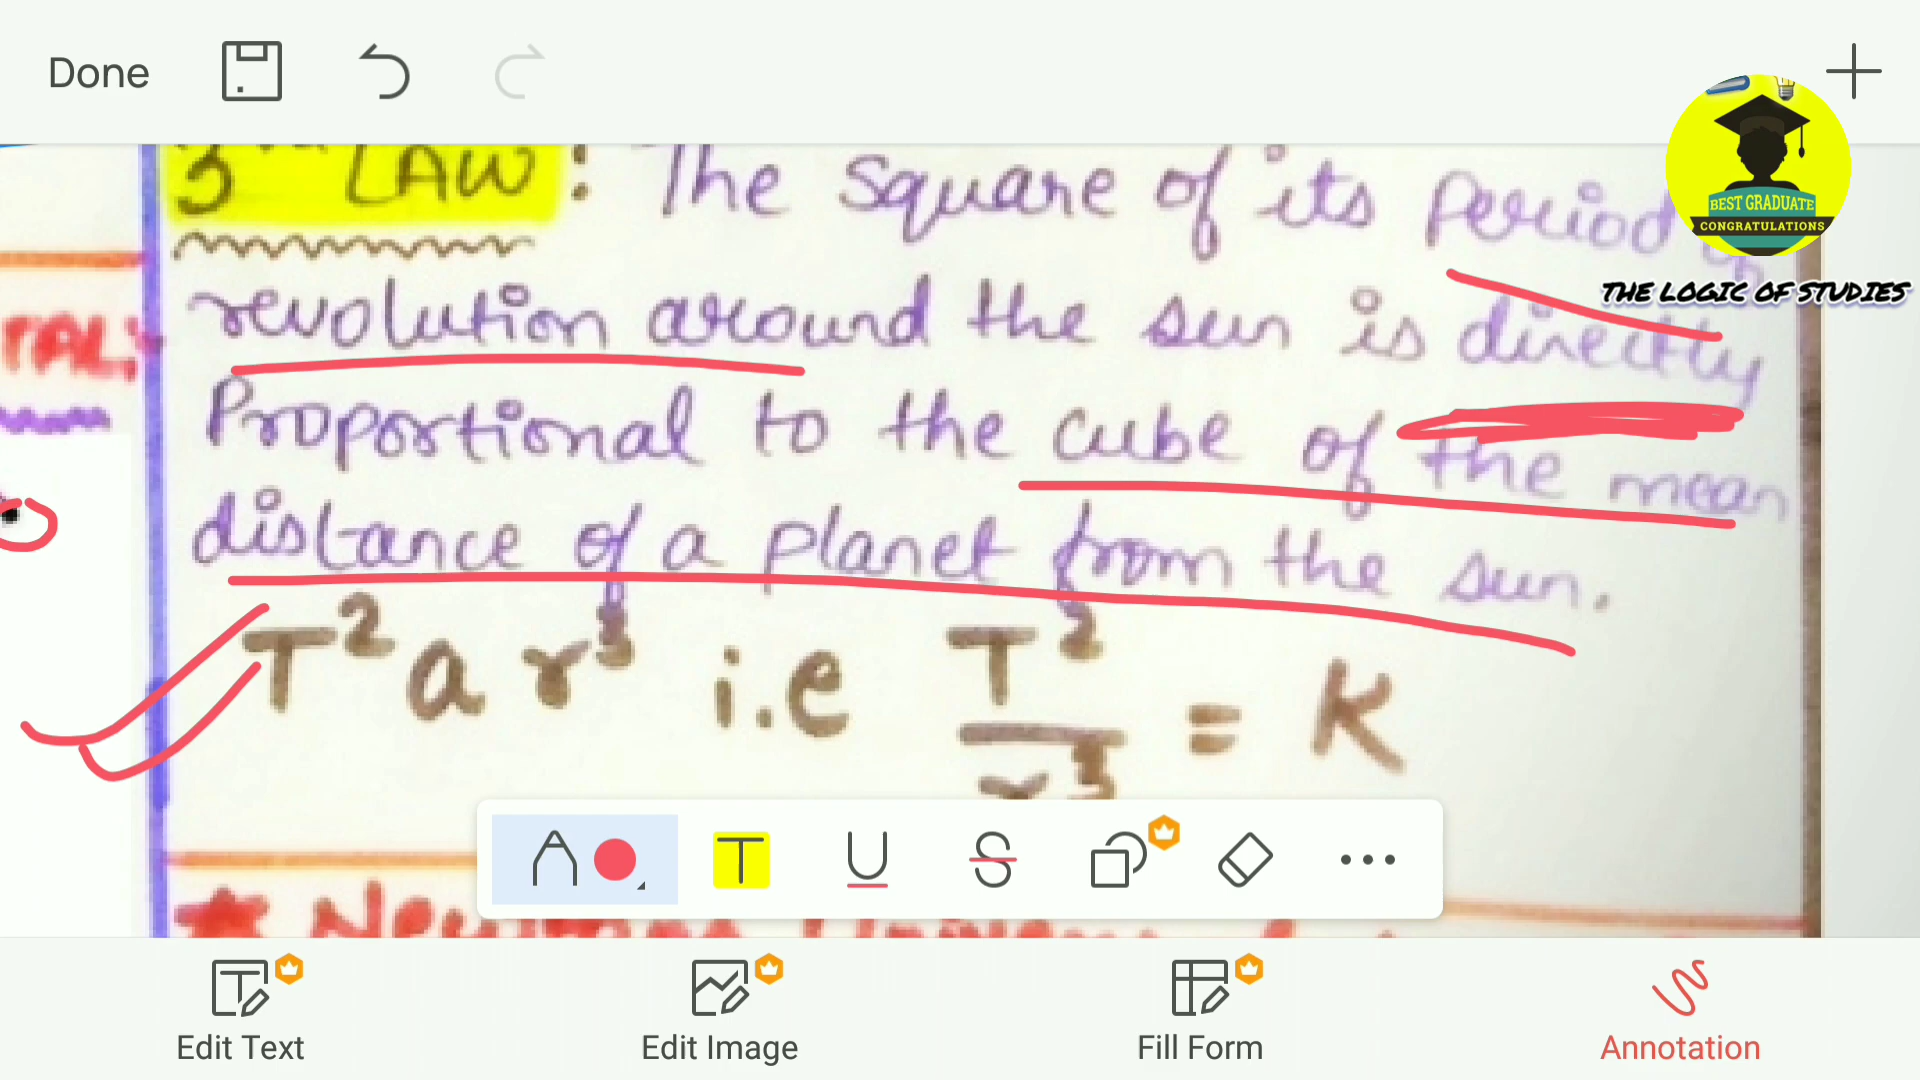 Done
BEST GRADUATE
CONGRATULATIONS
THE LOGIC OF STUDIES
3rd LAW : The square of its Period of
revolution around the sun is directly
Proportional to the cube of the mean
distance of a planet from the sun.
T² a r³ i.e T²/r³ = K
TAL:
T
U
S
Edit Text
Edit Image
Fill Form
Annotation